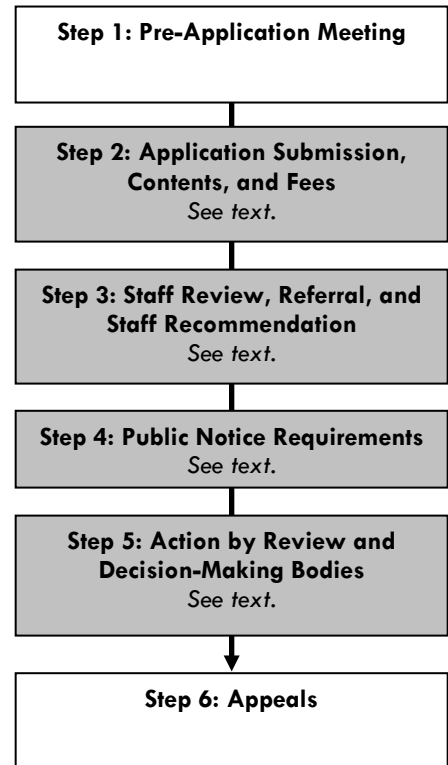 Step 1: Pre-Application Meeting
Step 2: Application Submission,
Contents, and Fees
See text.
Step 3: Staff Review, Referral, and
Staff Recommendation
See text.
Step 4: Public Notice Requirements
See text.
Step 5: Action by Review and
Decision-Making Bodies
See text.
Step 6: Appeals